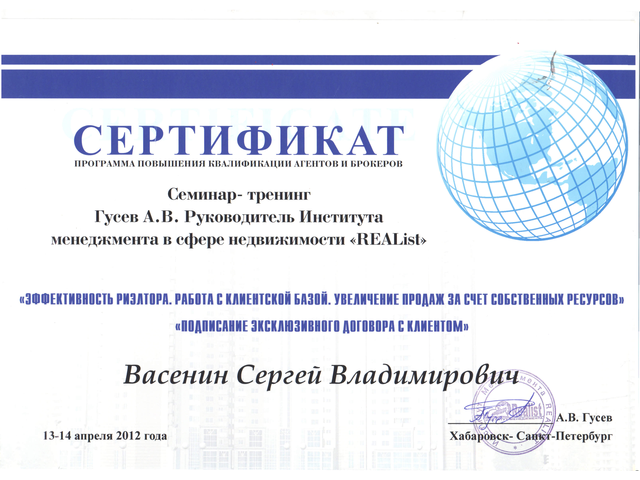 СЕРТИФИКАТ
ПРОГРАММА ПОВЫШЕНИЯ КВАЛИФИКАЦИИ АГЕНТОВ И БРОКЕРОВ
Семинар- тренинг
Гусев А.В. Руководитель Института
менеджмента в сфере недвижимости «REAList»
«ЭФФЕКТИВНОСТЬ РИЭЛТОРА. РАБОТА С КЛИЕНТСКОЙ БАЗОЙ. УВЕЛИЧЕНИЕ ПРОДАЖ ЗА СЧЕТ СОБСТВЕННЫХ РЕСУРСОВ»
«ПОДПИСАНИЕ ЭКСКЛЮЗИВНОГО ДОГОВОРА С КЛИЕНТОМ»
Васенин Сергей Владимирович
А.В. Гусев
13-14 апреля 2012 года
Хабаровск- Санкт-Петербург